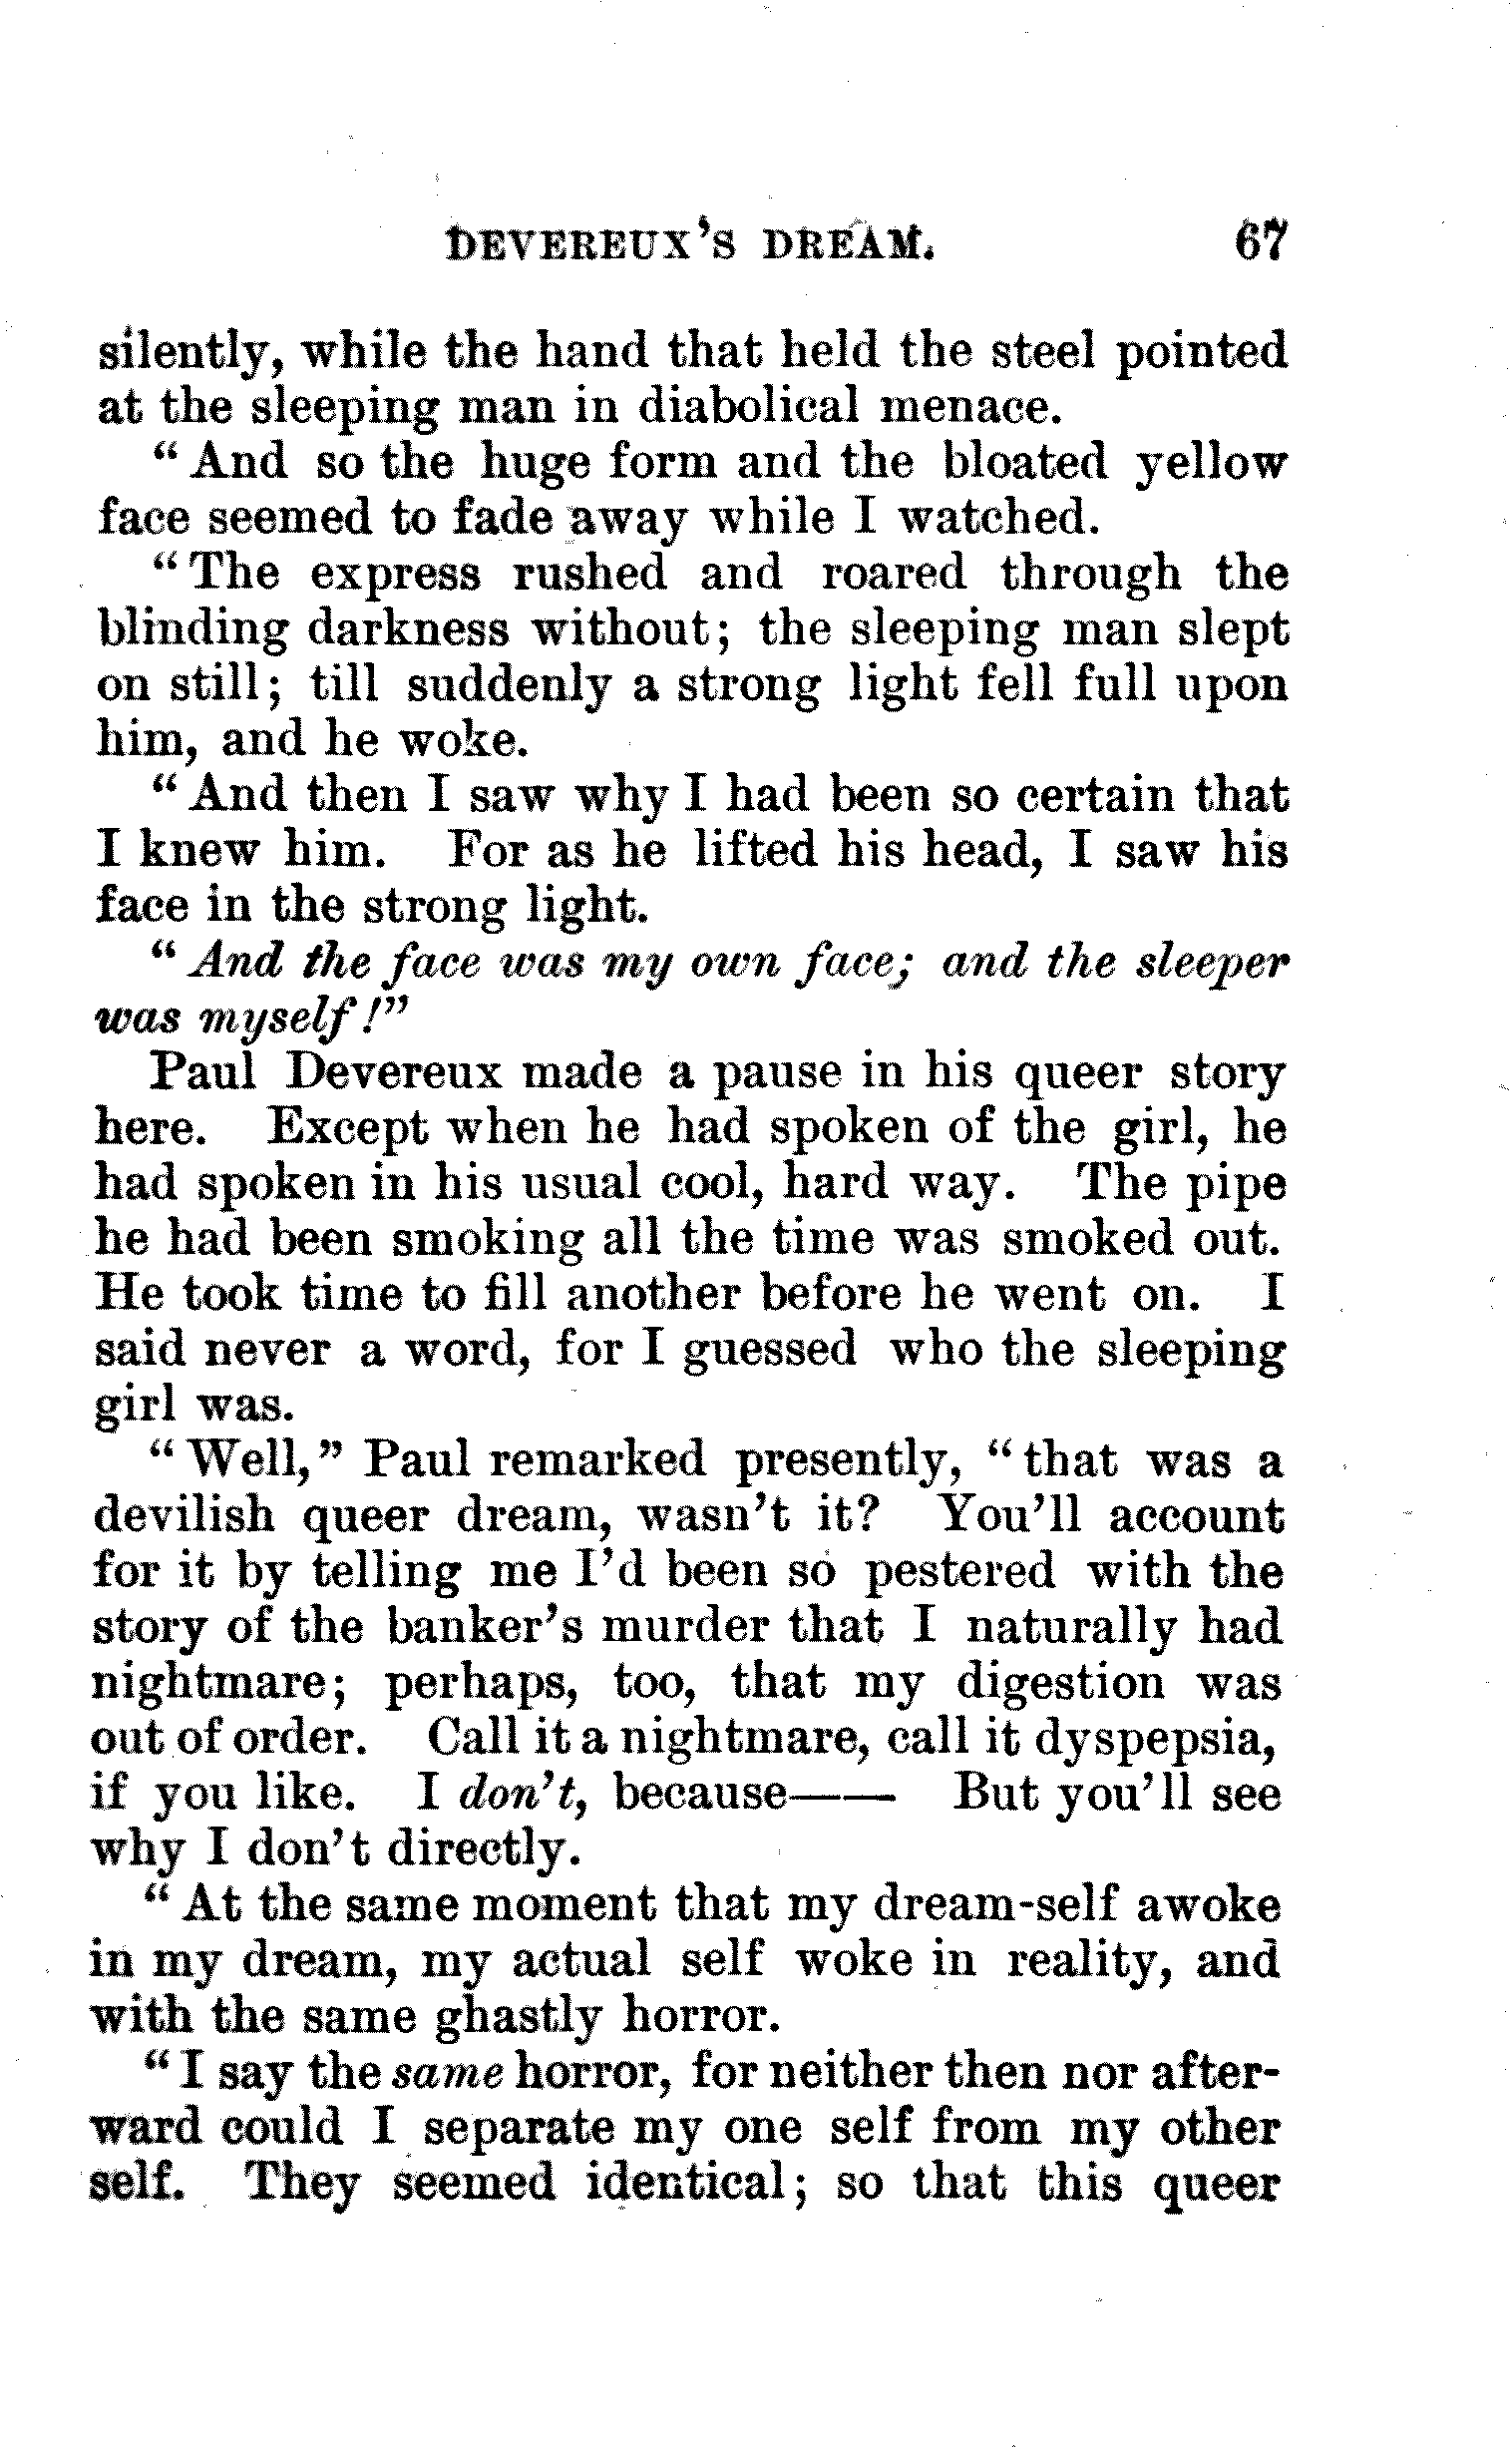 DEVEREUX'S DREAM. 67
silently, while the hand that held the steel pointed
at the sleeping man in diabolical menace.
“And so the huge form and the bloated yellow
face seemed to fade away while I watched.
“The express rushed and roared through the
blinding darkness without; the sleeping man slept
on still; till suddenly a strong light fell full upon
him, and he woke.
“And then I saw why I had been so certain that
I knew him. For as he lifted his head, I saw his
face in the strong light.
“And the face was my own face; and the sleeper
was myself!”
Paul Devereux made a pause in his queer story
here. Except when he had spoken of the girl, he
had spoken in his usual cool, hard way. The pipe
he had been smoking all the time was smoked out.
He took time to fill another before he went on. I
said never a word, for I guessed who the sleeping
girl was.
“Well,” Paul remarked presently, “that was a
devilish queer dream, wasn't it? You'll account
for it by telling me I'd been so pestered with the
story of the banker's murder that I naturally had
nightmare; perhaps, too, that my digestion was
out of order. Call it a nightmare, call it dyspepsia,
if you like. I don't, because—— But you'll see
why I don't directly.
“At the same moment that my dream-self awoke
in my dream, my actual self woke in reality, and
with the same ghastly horror.
“I say the same horror, for neither then nor after-
ward could I separate my one self from my other
self. They seemed identical; so that this queer